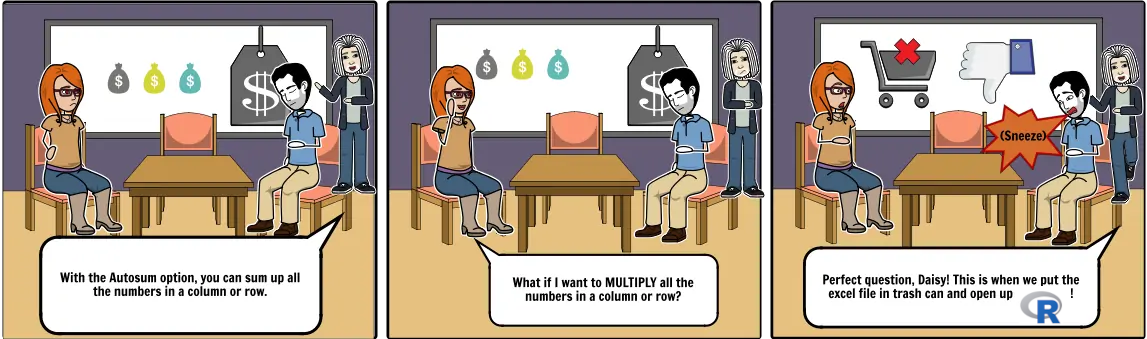 $ $ $
$
With the Autosum option, you can sum up all
the numbers in a column or row.
$ $ $
$
What if I want to MULTIPLY all the
numbers in a column or row?
(Sneeze)
Perfect question, Daisy! This is when we put the
excel file in trash can and open up R !